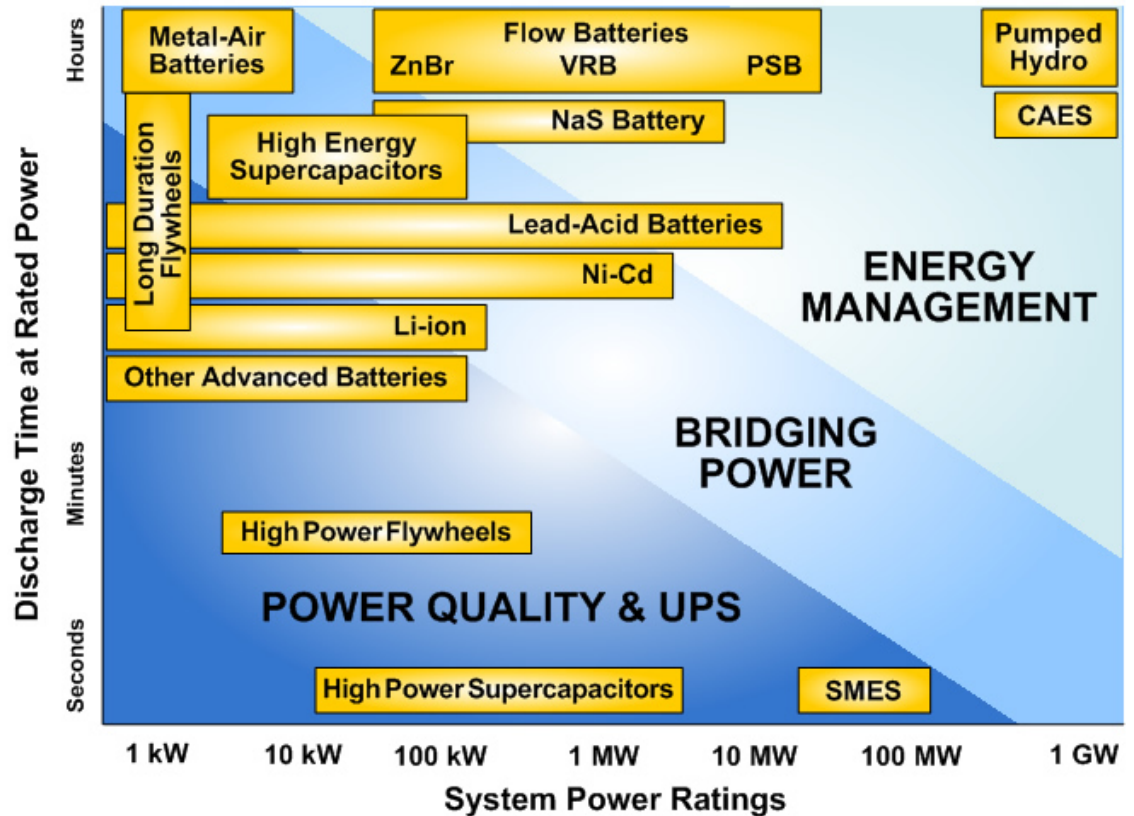 Hours
Minutes
Seconds
Discharge Time at Rated Power
Metal-Air
Batteries
Flow Batteries
ZnBr VRB PSB
Pumped
Hydro
NaS Battery
CAES
High Energy
Supercapacitors
Long Duration
Flywheels
Lead-Acid Batteries
Ni-Cd
Li-ion
Other Advanced Batteries
ENERGY
MANAGEMENT
BRIDGING
POWER
High Power Flywheels
POWER QUALITY & UPS
High Power Supercapacitors
SMES
1 kW 10 kW 100 kW 1 MW 10 MW 100 MW 1 GW
System Power Ratings